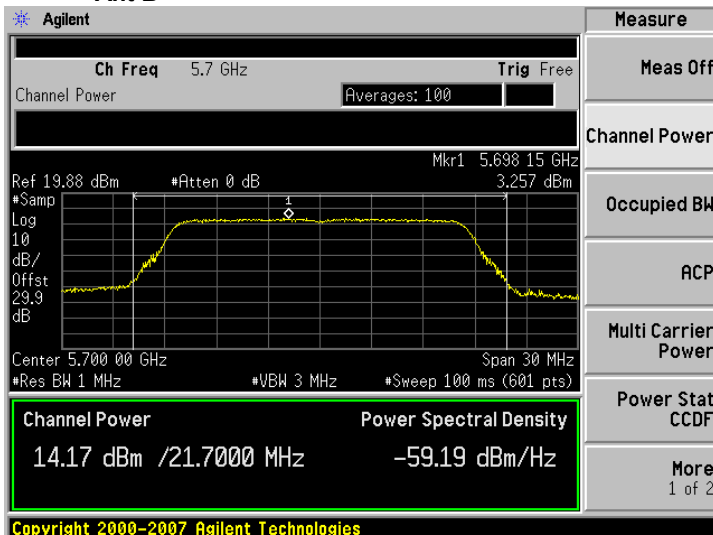 Agilent
Measure
Ch Freq 5.7 GHz Trig Free
Meas Off
Channel Power Averages: 100
Channel Power
Mkr1 5.698 15 GHz
Ref 19.88 dBm #Atten 0 dB 3.257 dBm
#Samp
Log
10
dB/
Offst
29.9
dB
1
Occupied BW
ACP
Multi Carrier
Power
Center 5.700 00 GHz Span 30 MHz
#Res BW 1 MHz #VBW 3 MHz #Sweep 100 ms (601 pts)
Power Stat
CCDF
Channel Power Power Spectral Density
14.17 dBm /21.7000 MHz -59.19 dBm/Hz
More
1 of 2
Copyright 2000-2007 Agilent Technologies